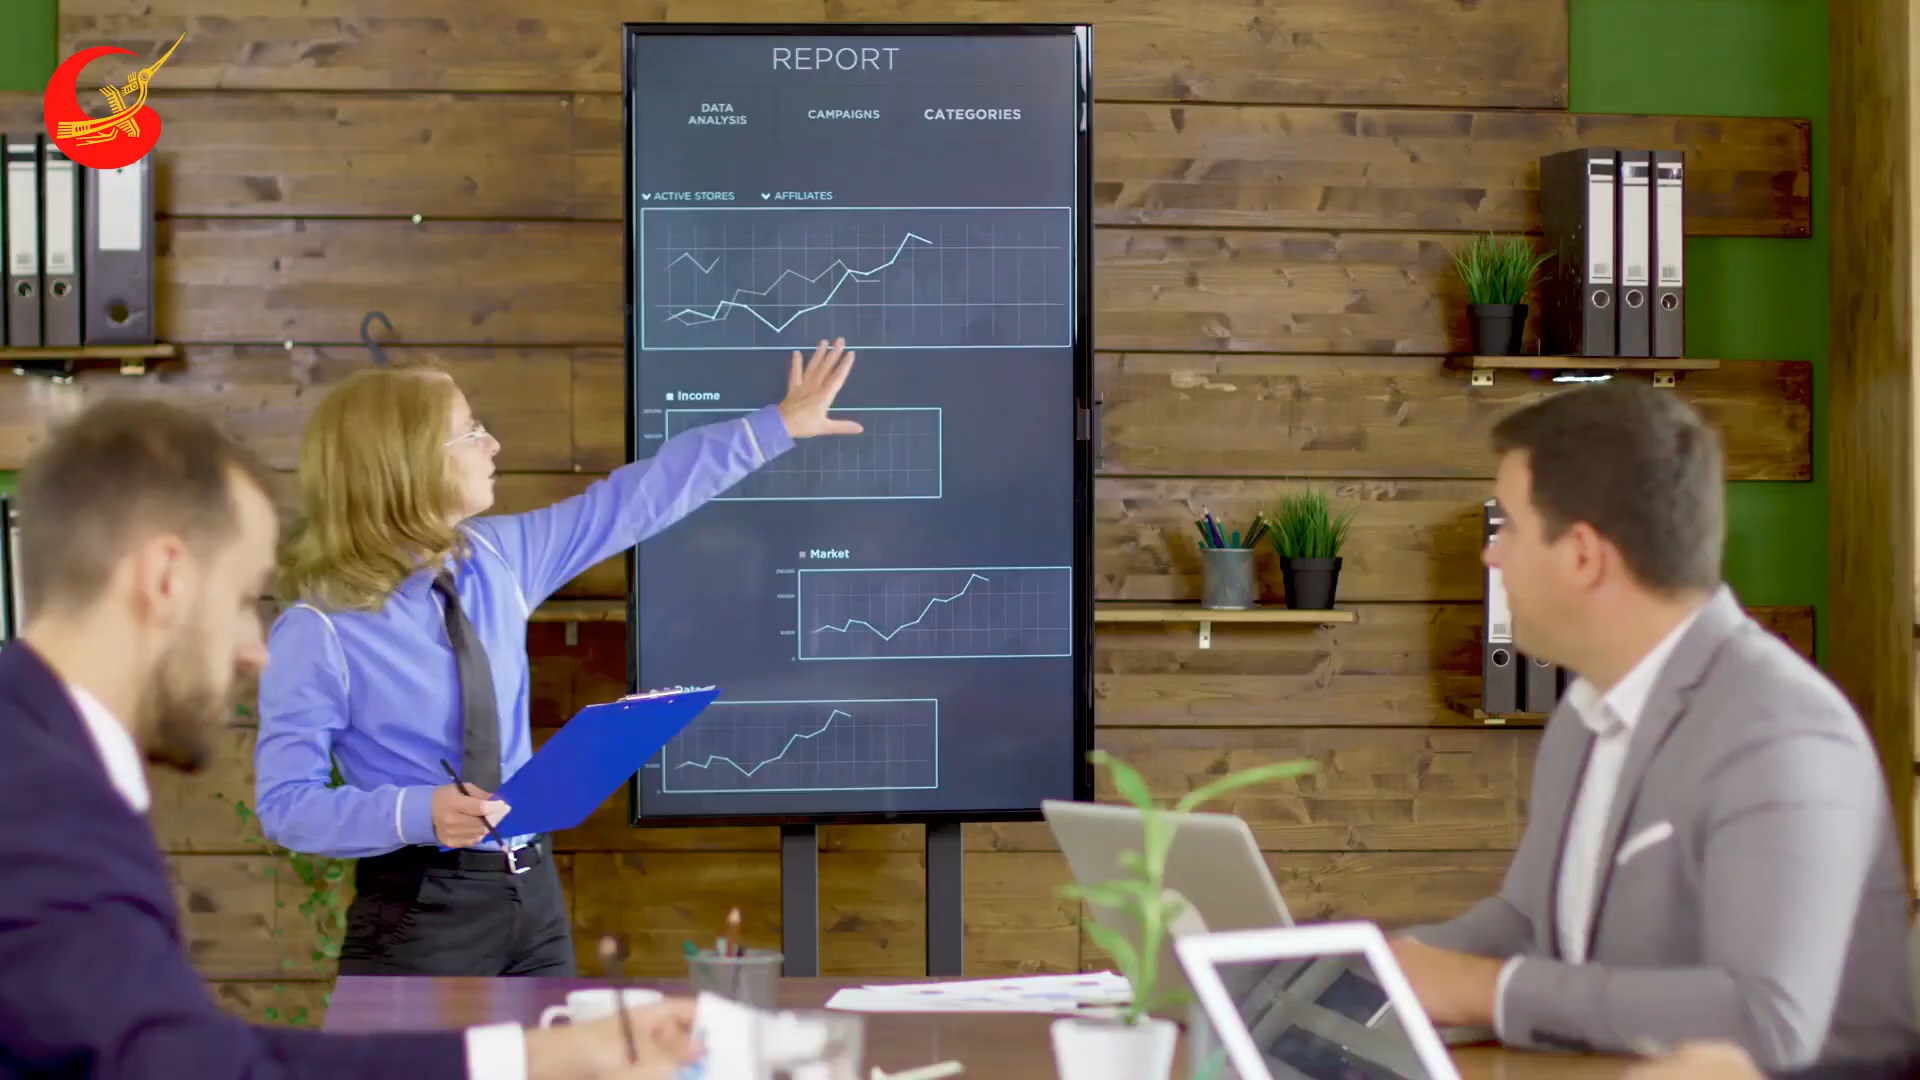 REPORT
DATA
ANALYSIS
CAMPAIGNS
CATEGORIES
ACTIVE STORES
AFFILIATES
Income
Market